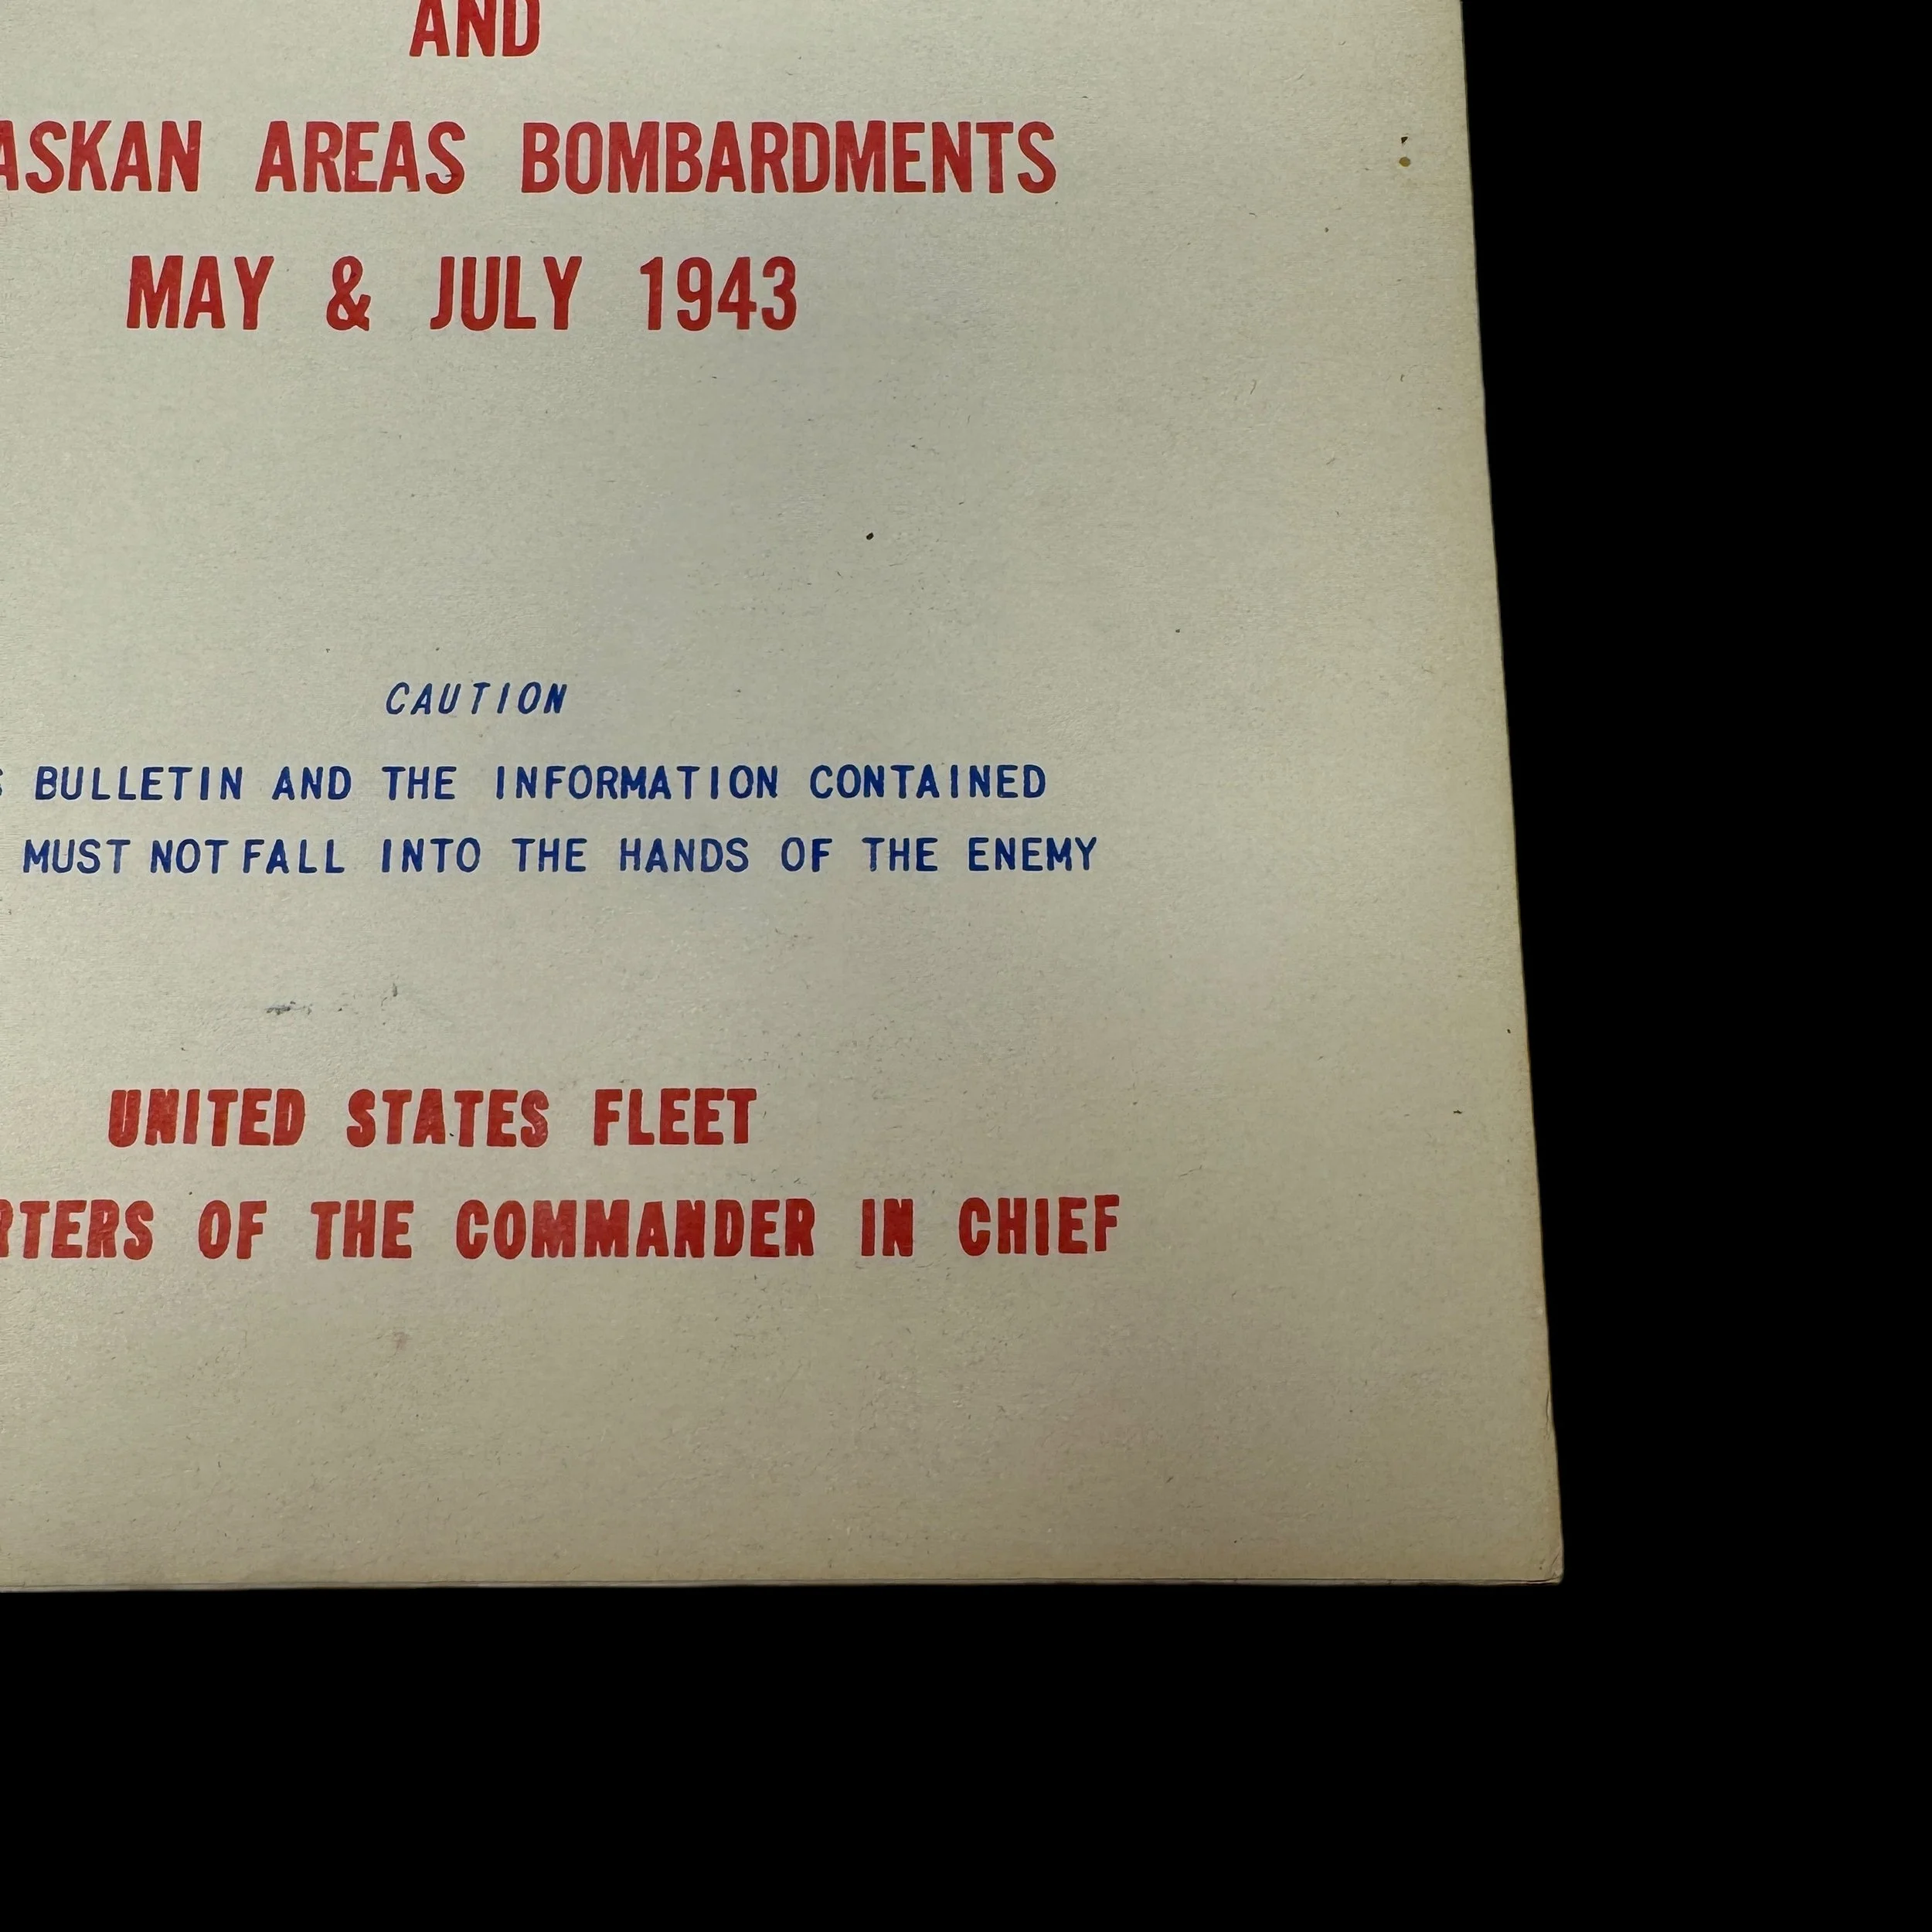 AND
ASKAN AREAS BOMBARDMENTS
MAY & JULY 1943
CAUTION
S BULLETIN AND THE INFORMATION CONTAINED
MUST NOT FALL INTO THE HANDS OF THE ENEMY
UNITED STATES FLEET
RTERS OF THE COMMANDER IN CHIEF